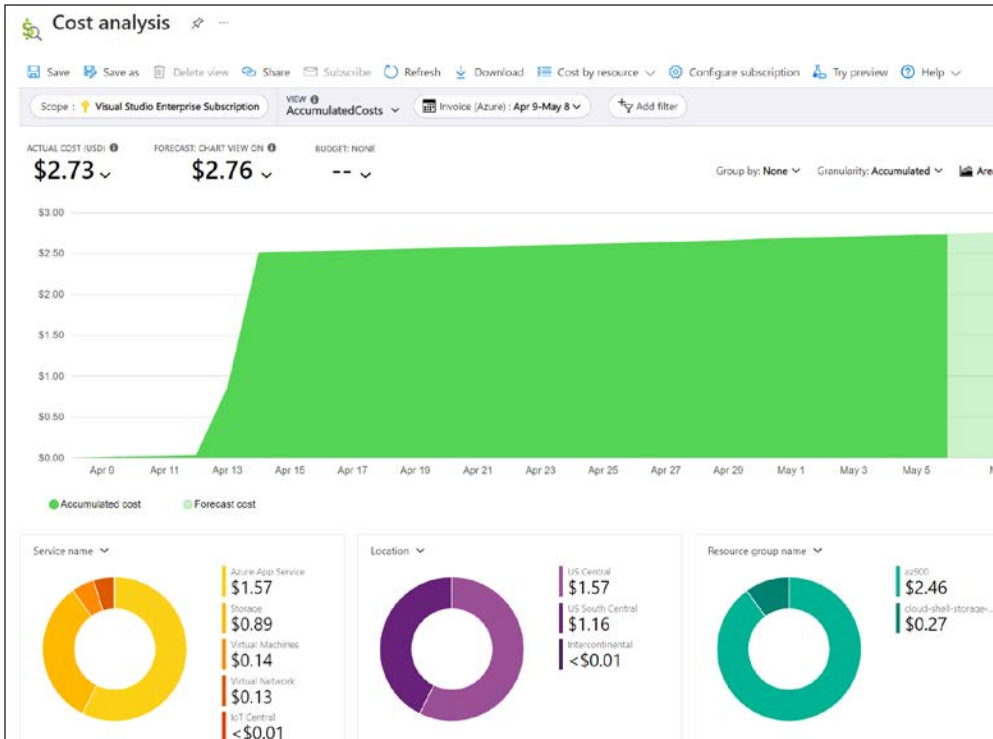 Cost analysis
Save Save as Delete view Share Subscribe Refresh Download Cost by resource Configure subscription Try preview Help
Scope : Visual Studio Enterprise Subscription VIEW AccumulatedCosts Invoice (Azure) : Apr 9-May 8 Add filter
ACTUAL COST (USD) FORECAST: CHART VIEW ON BUDGET: NONE
$2.73 $2.76 --
Group by: None Granularity: Accumulated Are
$3.00
$2.50
$2.00
$1.50
$1.00
$0.50
$0.00
Apr 9 Apr 11 Apr 13 Apr 15 Apr 17 Apr 19 Apr 21 Apr 23 Apr 25 Apr 27 Apr 29 May 1 May 3 May 5
Accumulated cost Forecast cost
Service name
Azure App Service
$1.57
Storage
$0.89
Virtual Machines
$0.14
Virtual Network
$0.13
IoT Central
<$0.01
Location
US Central
$1.57
US South Central
$1.16
Intercontinental
<$0.01
Resource group name
az900
$2.46
cloud-shell-storage-...
$0.27